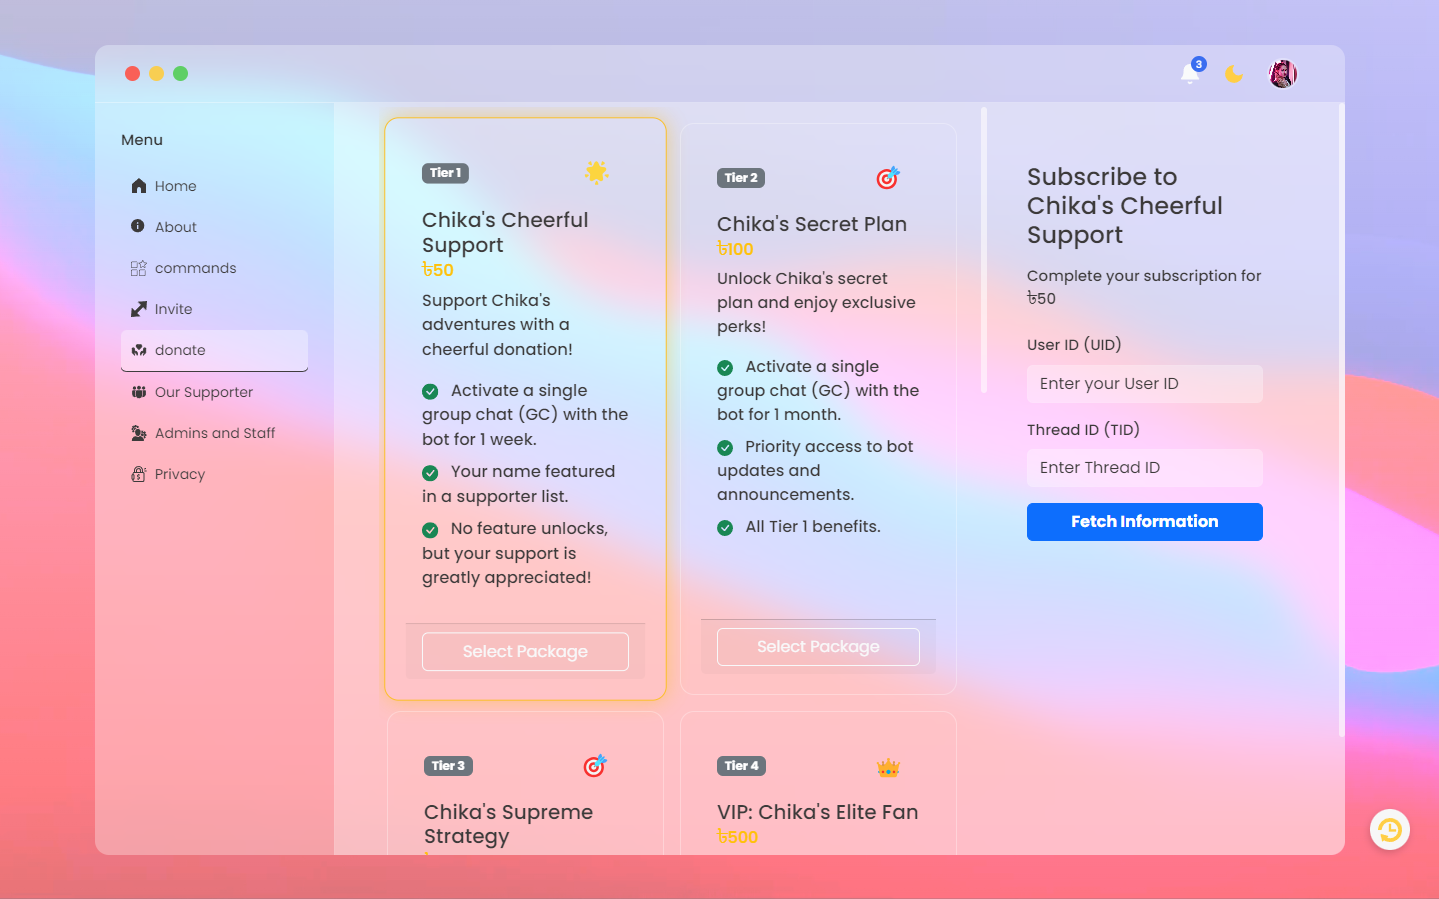 3
Menu
Home
About
commands
Invite
donate
Our Supporter
Admins and Staff
Privacy
Tier 1
Chika's Cheerful
Support
৳50
Support Chika's
adventures with a
cheerful donation!
Activate a single
group chat (GC) with the
bot for 1 week.
Your name featured
in a supporter list.
No feature unlocks,
but your support is
greatly appreciated!
Select Package
Tier 2
Chika's Secret Plan
৳100
Unlock Chika's secret
plan and enjoy exclusive
perks!
Activate a single
group chat (GC) with the
bot for 1 month.
Priority access to bot
updates and
announcements.
All Tier 1 benefits.
Select Package
Tier 3
Chika's Supreme
Strategy
Tier 4
VIP: Chika's Elite Fan
৳500
Subscribe to
Chika's Cheerful
Support
Complete your subscription for
৳50
User ID (UID)
Enter your User ID
Thread ID (TID)
Enter Thread ID
Fetch Information